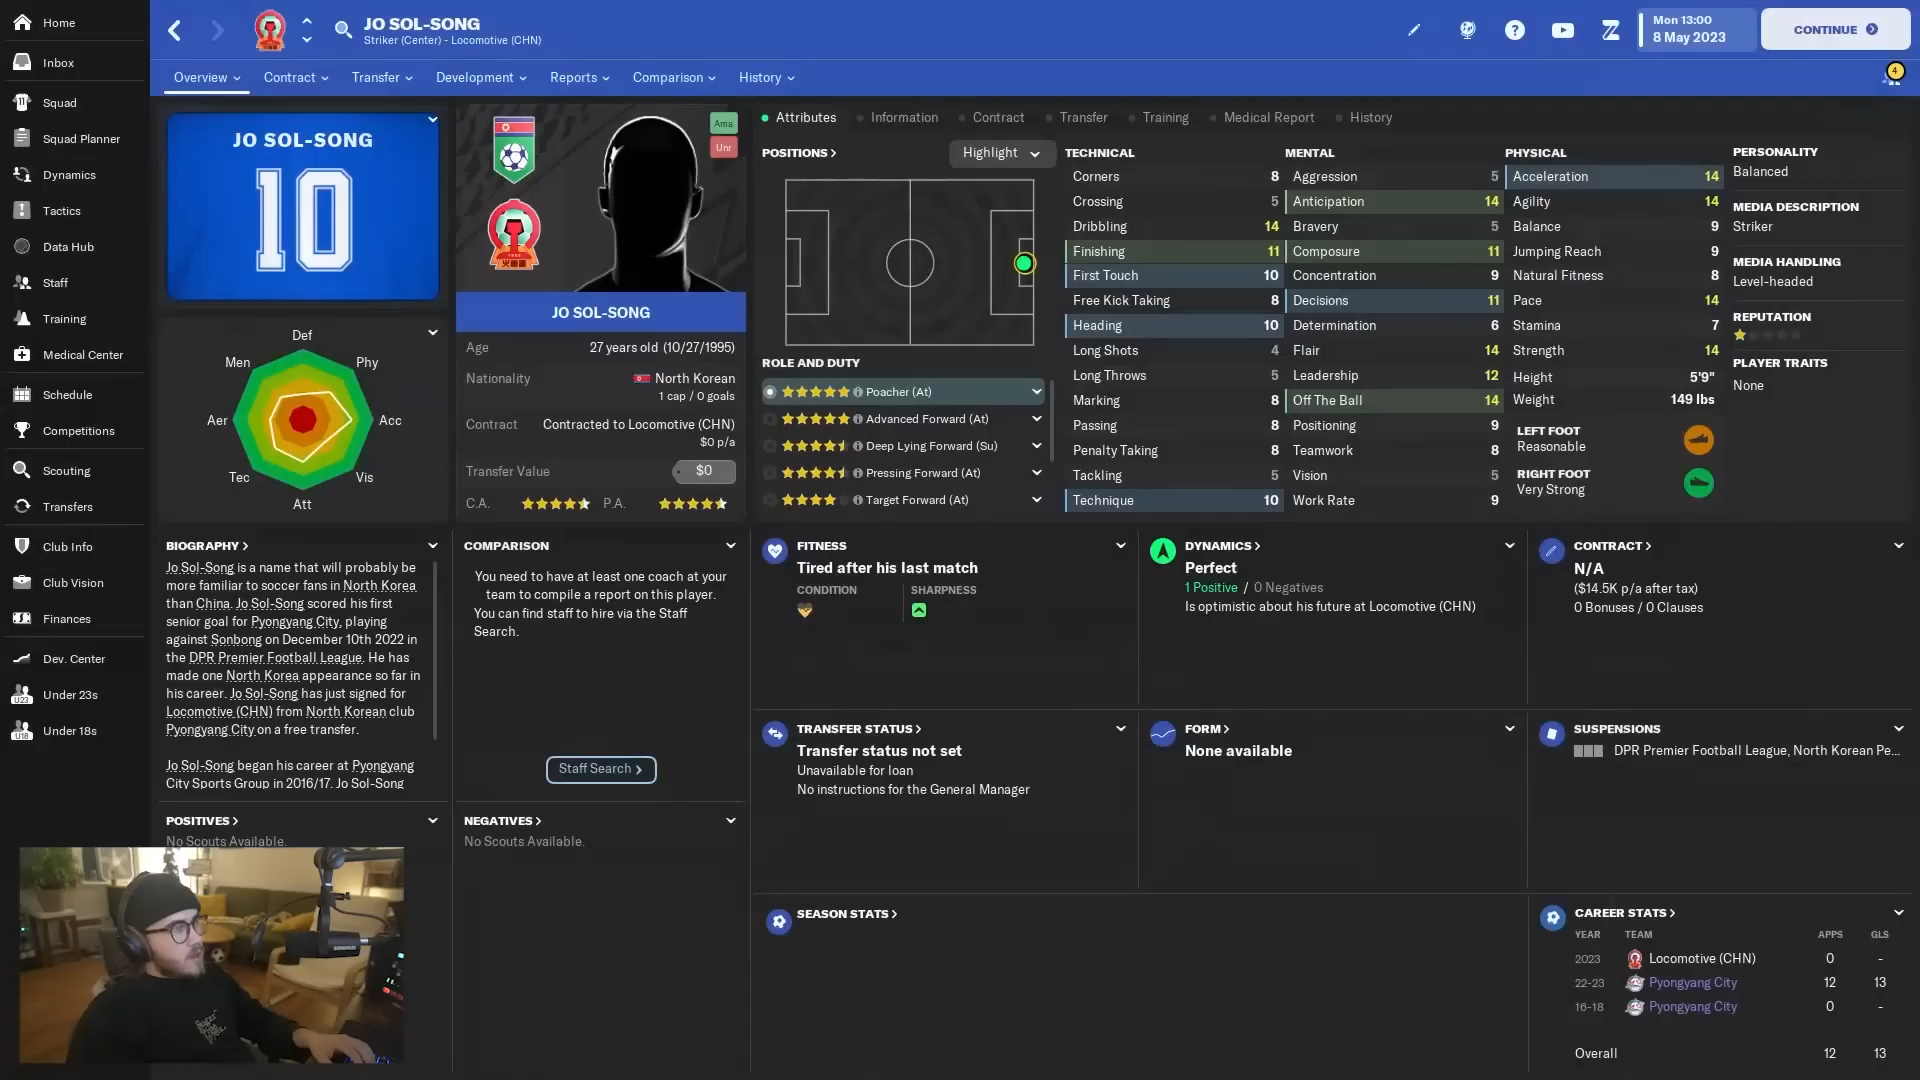 Home
Inbox
Squad
Squad Planner
Dynamics
Tactics
Data Hub
Staff
Training
Medical Center
Schedule
Competitions
Scouting
Transfers
Club Info
Club Vision
Finances
Dev. Center
Under 23s
Under 18s
JO SOL-SONG
Striker (Center) - Locomotive (CHN)
Mon 13:00
8 May 2023
CONTINUE
Overview
Contract
Transfer
Development
Reports
Comparison
History
4
JO SOL-SONG
10
Def
Men
Phy
Aer
Acc
Tec
Vis
Att
Ama
Unr
JO SOL-SONG
Age 27 years old (10/27/1995)
Nationality North Korean
1 cap / 0 goals
Contract Contracted to Locomotive (CHN)
$0 p/a
Transfer Value $0
C.A. P.A.
Attributes
Information
Contract
Transfer
Training
Medical Report
History
POSITIONS
Highlight
ROLE AND DUTY
Poacher (At)
Advanced Forward (At)
Deep Lying Forward (Su)
Pressing Forward (At)
Target Forward (At)
TECHNICAL
Corners 8
Crossing 5
Dribbling 14
Finishing 11
First Touch 10
Free Kick Taking 8
Heading 10
Long Shots 4
Long Throws 5
Marking 8
Passing 8
Penalty Taking 8
Tackling 5
Technique 10
MENTAL
Aggression 5
Anticipation 14
Bravery 5
Composure 11
Concentration 9
Decisions 11
Determination 6
Flair 14
Leadership 12
Off The Ball 14
Positioning 9
Teamwork 8
Vision 5
Work Rate 9
PHYSICAL
Acceleration 14
Agility 14
Balance 9
Jumping Reach 9
Natural Fitness 8
Pace 14
Stamina 7
Strength 14
Height 5'9"
Weight 149 lbs
LEFT FOOT
Reasonable
RIGHT FOOT
Very Strong
PERSONALITY
Balanced
MEDIA DESCRIPTION
Striker
MEDIA HANDLING
Level-headed
REPUTATION
PLAYER TRAITS
None
BIOGRAPHY
Jo Sol-Song is a name that will probably be
more familiar to soccer fans in North Korea
than China. Jo Sol-Song scored his first
senior goal for Pyongyang City, playing
against Sonbong on December 10th 2022 in
the DPR Premier Football League. He has
made one North Korea appearance so far in
his career. Jo Sol-Song has just signed for
Locomotive (CHN) from North Korean club
Pyongyang City on a free transfer.
Jo Sol-Song began his career at Pyongyang
City Sports Group in 2016/17. Jo Sol-Song
COMPARISON
You need to have at least one coach at your
team to compile a report on this player.
You can find staff to hire via the Staff
Search.
Staff Search
POSITIVES
No Scouts Available.
NEGATIVES
No Scouts Available.
FITNESS
Tired after his last match
CONDITION
SHARPNESS
DYNAMICS
Perfect
1 Positive / 0 Negatives
Is optimistic about his future at Locomotive (CHN)
CONTRACT
N/A
($14.5K p/a after tax)
0 Bonuses / 0 Clauses
TRANSFER STATUS
Transfer status not set
Unavailable for loan
No instructions for the General Manager
FORM
None available
SUSPENSIONS
DPR Premier Football League, North Korean Pe...
SEASON STATS
CAREER STATS
YEAR TEAM APPS GLS
2023 Locomotive (CHN) 0 -
22-23 Pyongyang City 12 13
16-18 Pyongyang City 0 -
Overall 12 13